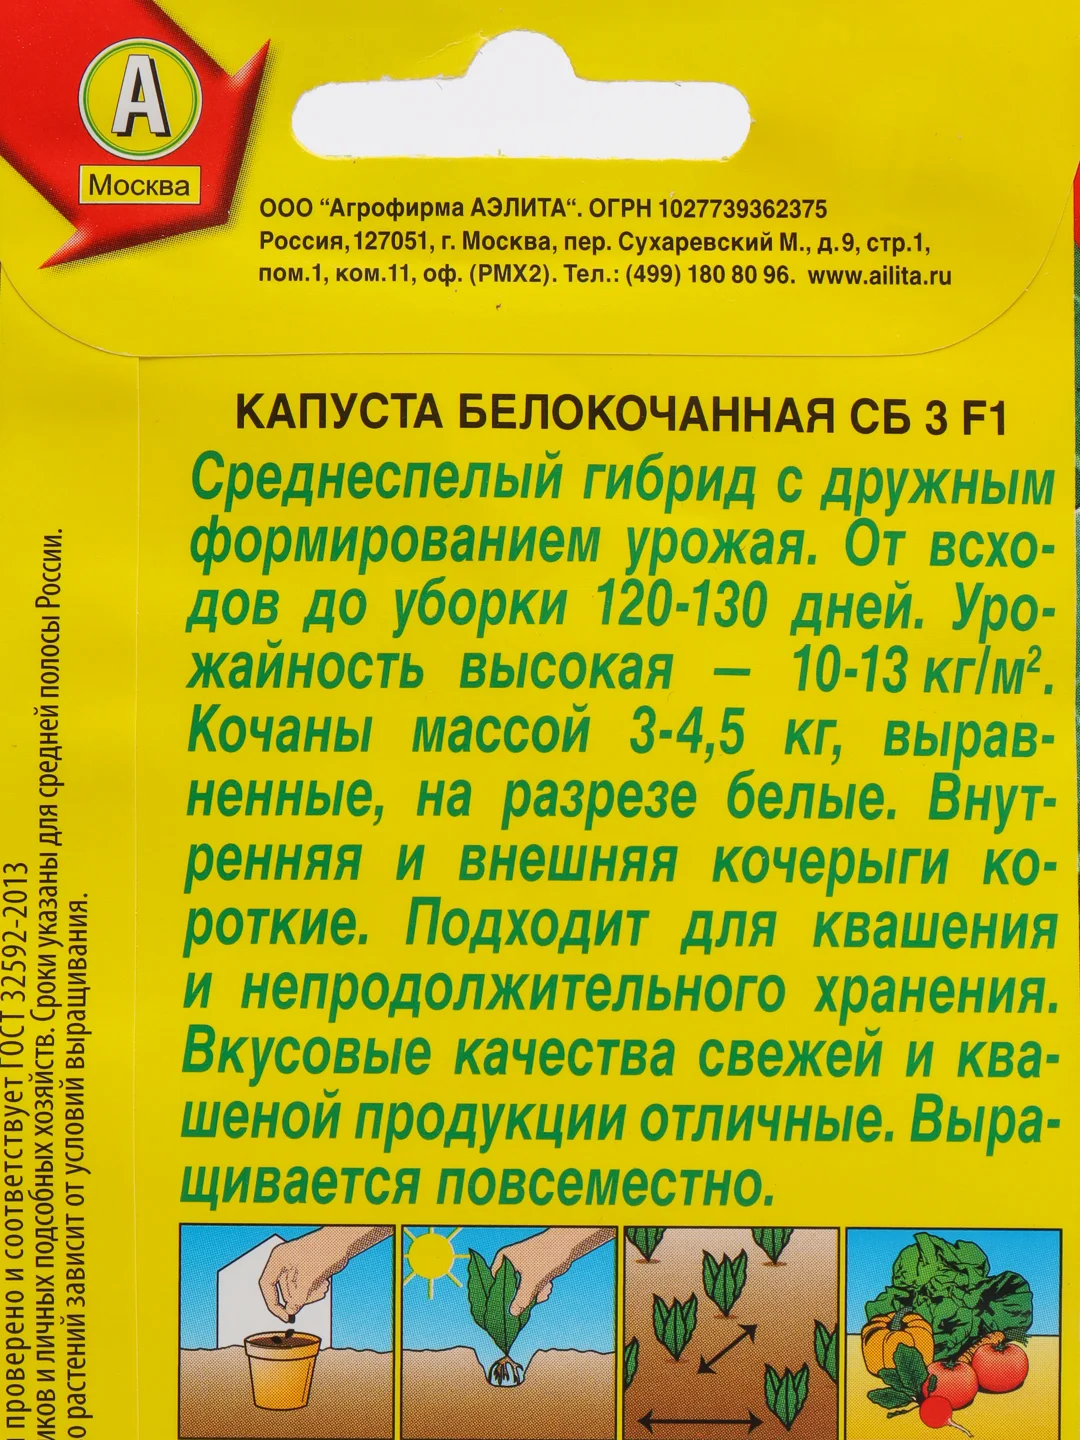 А
Москва
ООО “Агрофирма АЭЛИТА“. ОГРН 1027739362375
Россия,127051, г. Москва, пер. Сухаревский М., д.9, стр.1,
пом.1, ком.11, оф. (РМХ2). Тел.: (499) 180 80 96. www.ailita.ru
КАПУСТА БЕЛОКОЧАННАЯ СБ 3 F1
Среднеспелый гибрид с дружным
формированием урожая. От всхо-
дов до уборки 120-130 дней. Уро-
жайность высокая – 10-13 кг/м².
Кочаны массой 3-4,5 кг, вырав-
ненные, на разрезе белые. Внут-
ренняя и внешняя кочерыги ко-
роткие. Подходит для квашения
и непродолжительного хранения.
Вкусовые качества свежей и ква-
шеной продукции отличные. Выра-
щивается повсеместно.
проверено и соответствует ГОСТ 32592-2013
и личных подсобных хозяйств. Сроки указаны для средней полосы России.
растений зависит от условий выращивания.